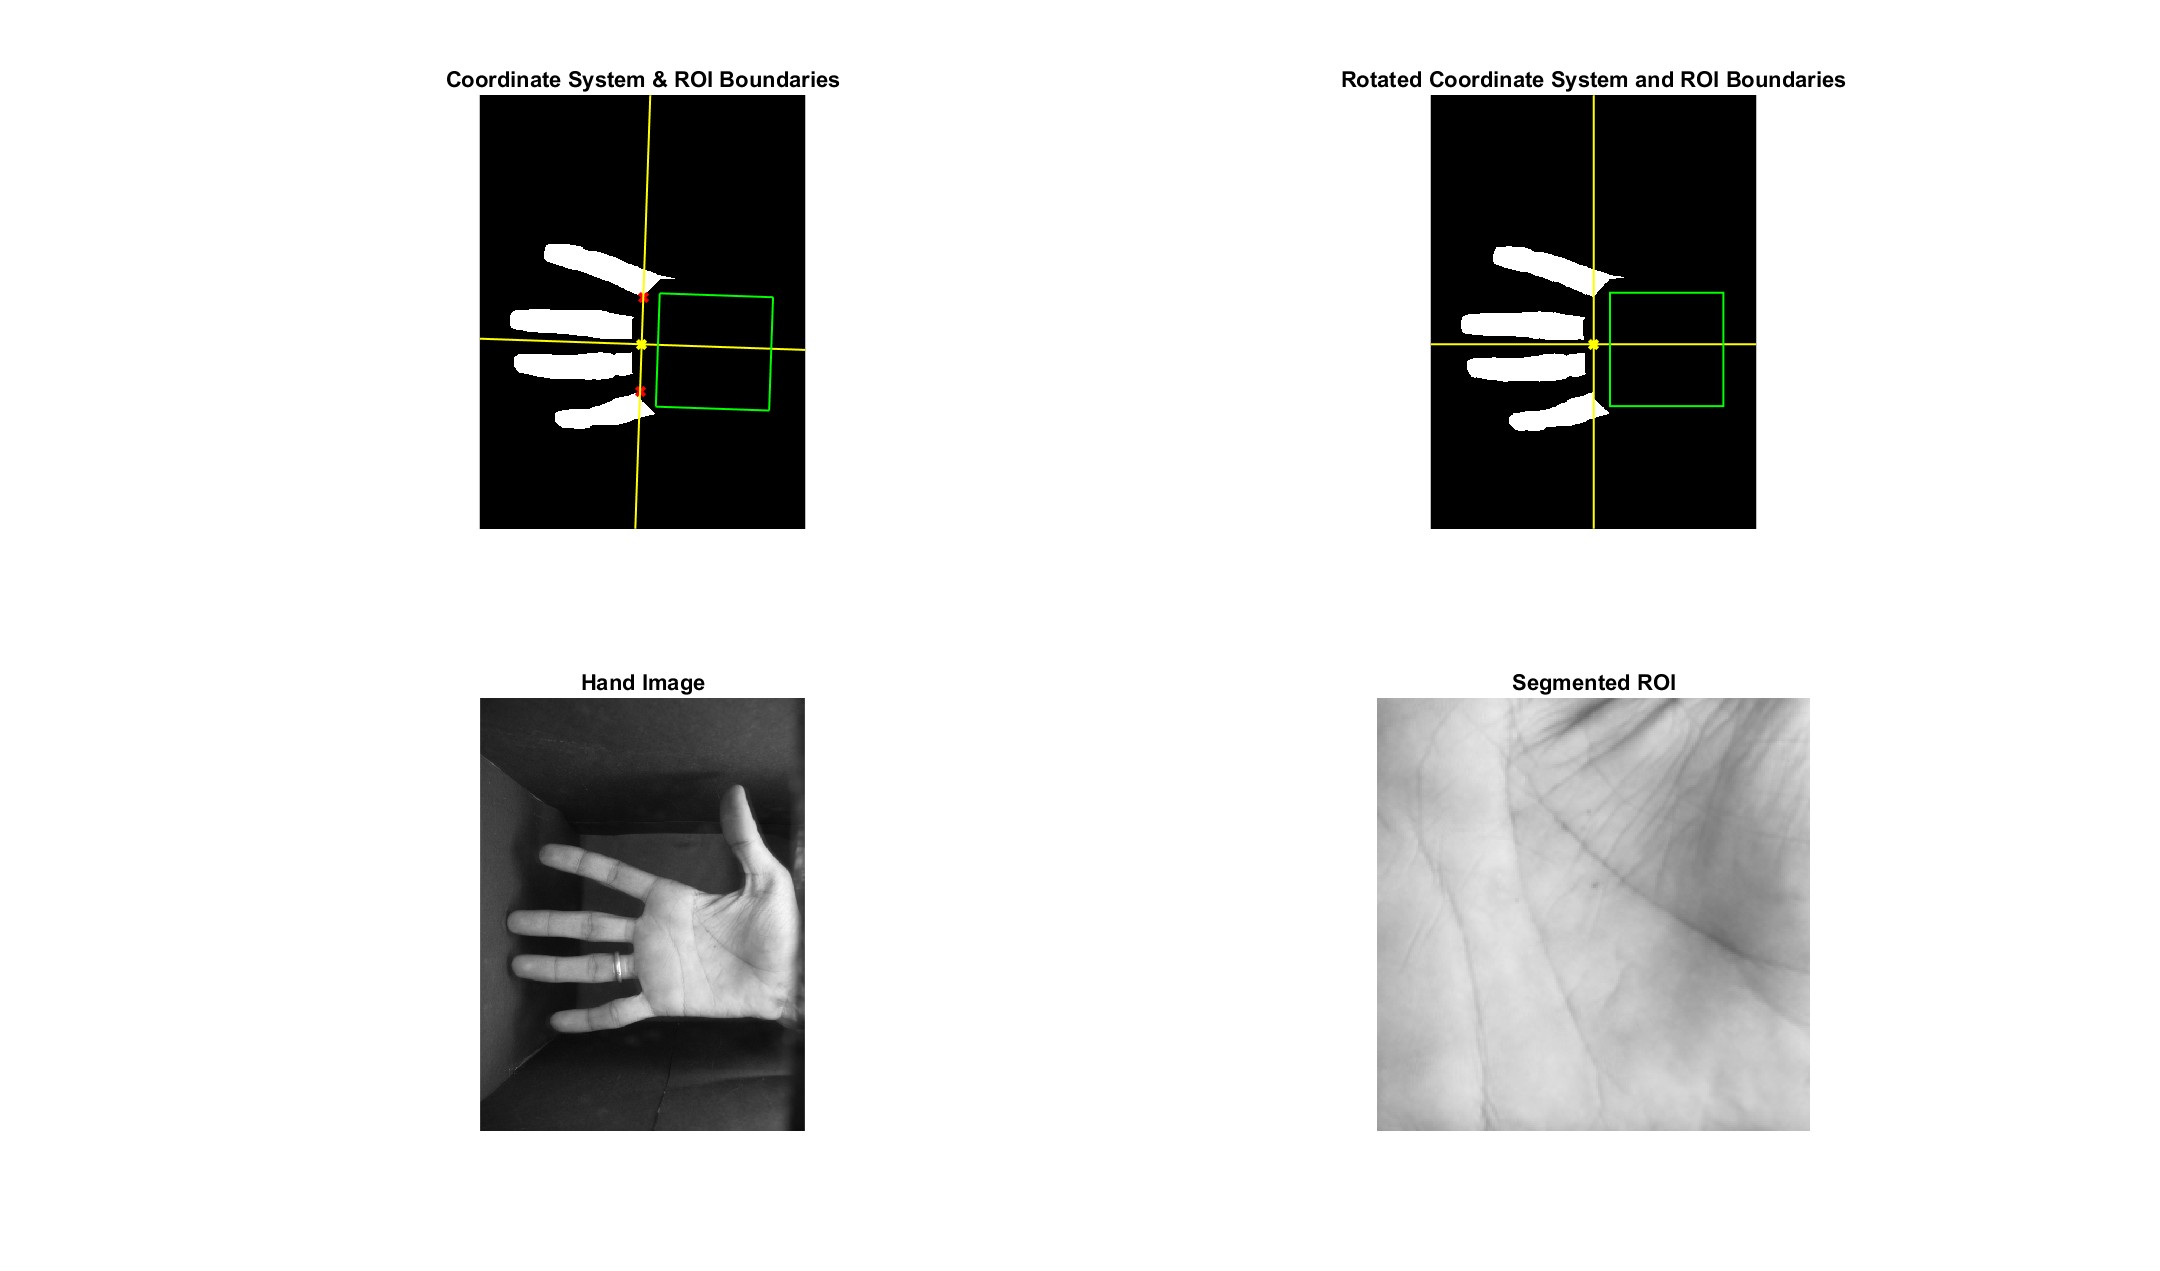 Coordinate System & ROI Boundaries
Rotated Coordinate System and ROI Boundaries
Hand Image
Segmented ROI